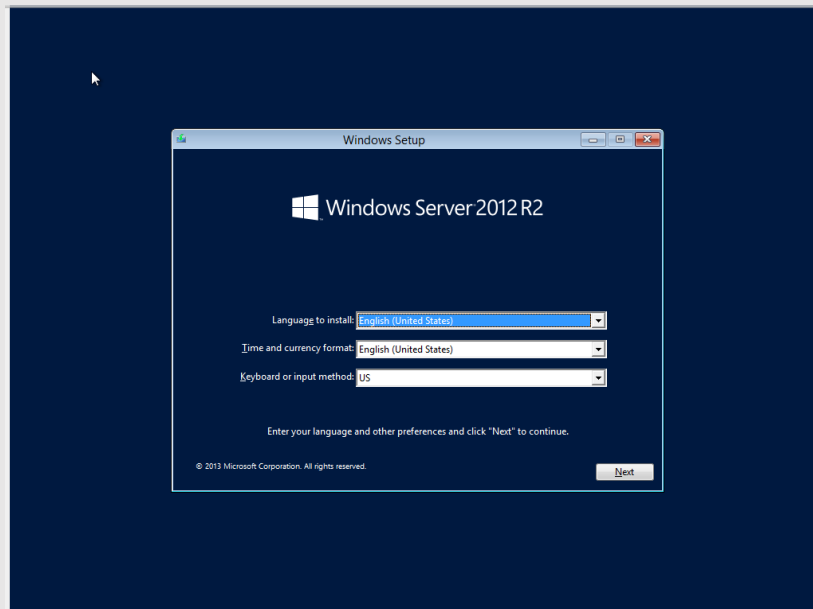 Windows Setup
Windows Server 2012 R2
Language to install: English (United States)
Time and currency format: English (United States)
Keyboard or input method: US
Enter your language and other preferences and click "Next" to continue.
© 2013 Microsoft Corporation. All rights reserved.
Next